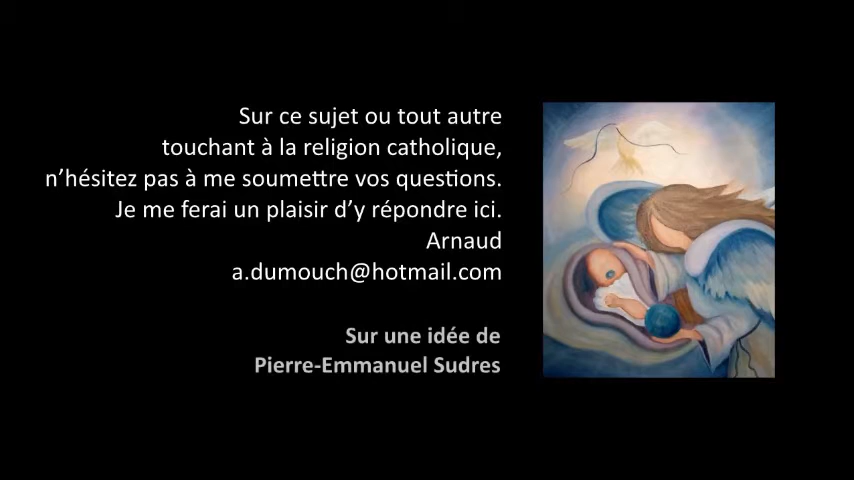 Sur ce sujet ou tout autre
touchant à la religion catholique,
n’hésitez pas à me soumettre vos questions.
Je me ferai un plaisir d’y répondre ici.
Arnaud
a.dumouch@hotmail.com
Sur une idée de
Pierre-Emmanuel Sudres